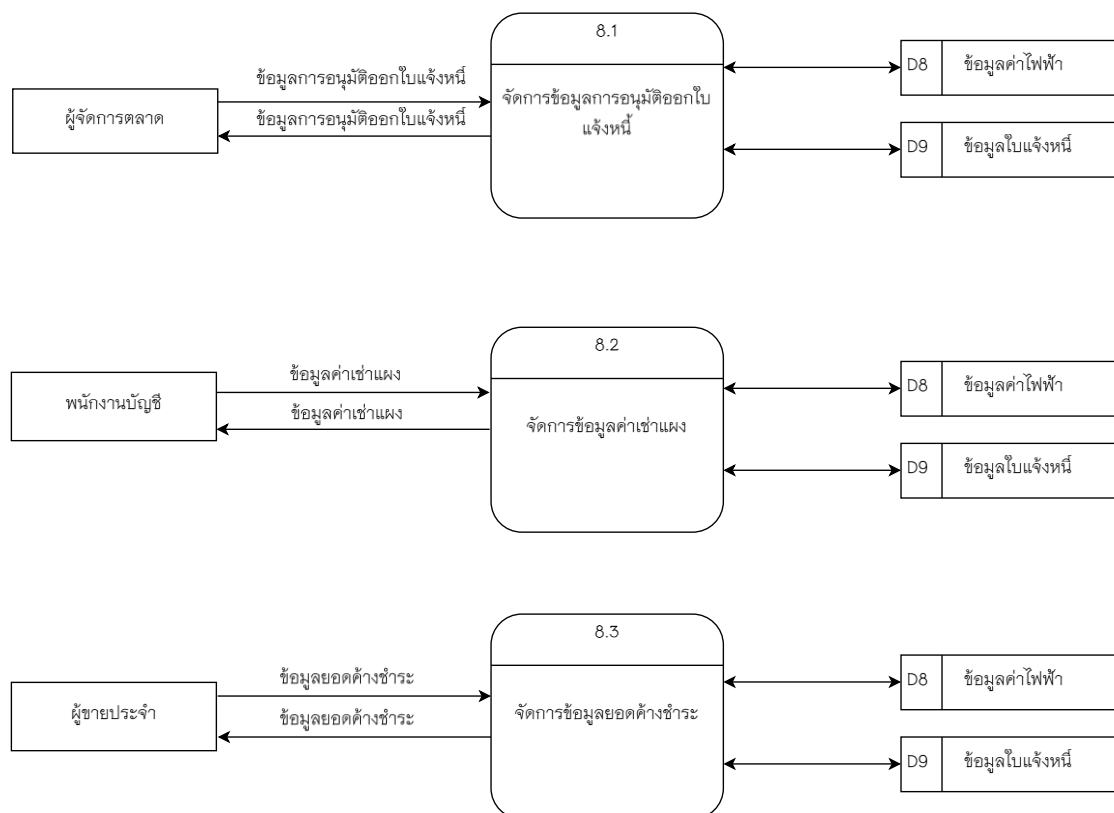 8.1
ข้อมูลการอนุมัติออกใบแจ้งหนี้
ข้อมูลการอนุมัติออกใบแจ้งหนี้
ผู้จัดการตลาด
จัดการข้อมูลการอนุมัติออกใบ
แจ้งหนี้
D8 ข้อมูลค่าไฟฟ้า
D9 ข้อมูลใบแจ้งหนี้
8.2
ข้อมูลค่าเช่าแผง
ข้อมูลค่าเช่าแผง
พนักงานบัญชี
จัดการข้อมูลค่าเช่าแผง
D8 ข้อมูลค่าไฟฟ้า
D9 ข้อมูลใบแจ้งหนี้
8.3
ข้อมูลยอดค้างชำระ
ข้อมูลยอดค้างชำระ
ผู้ขายประจำ
จัดการข้อมูลยอดค้างชำระ
D8 ข้อมูลค่าไฟฟ้า
D9 ข้อมูลใบแจ้งหนี้